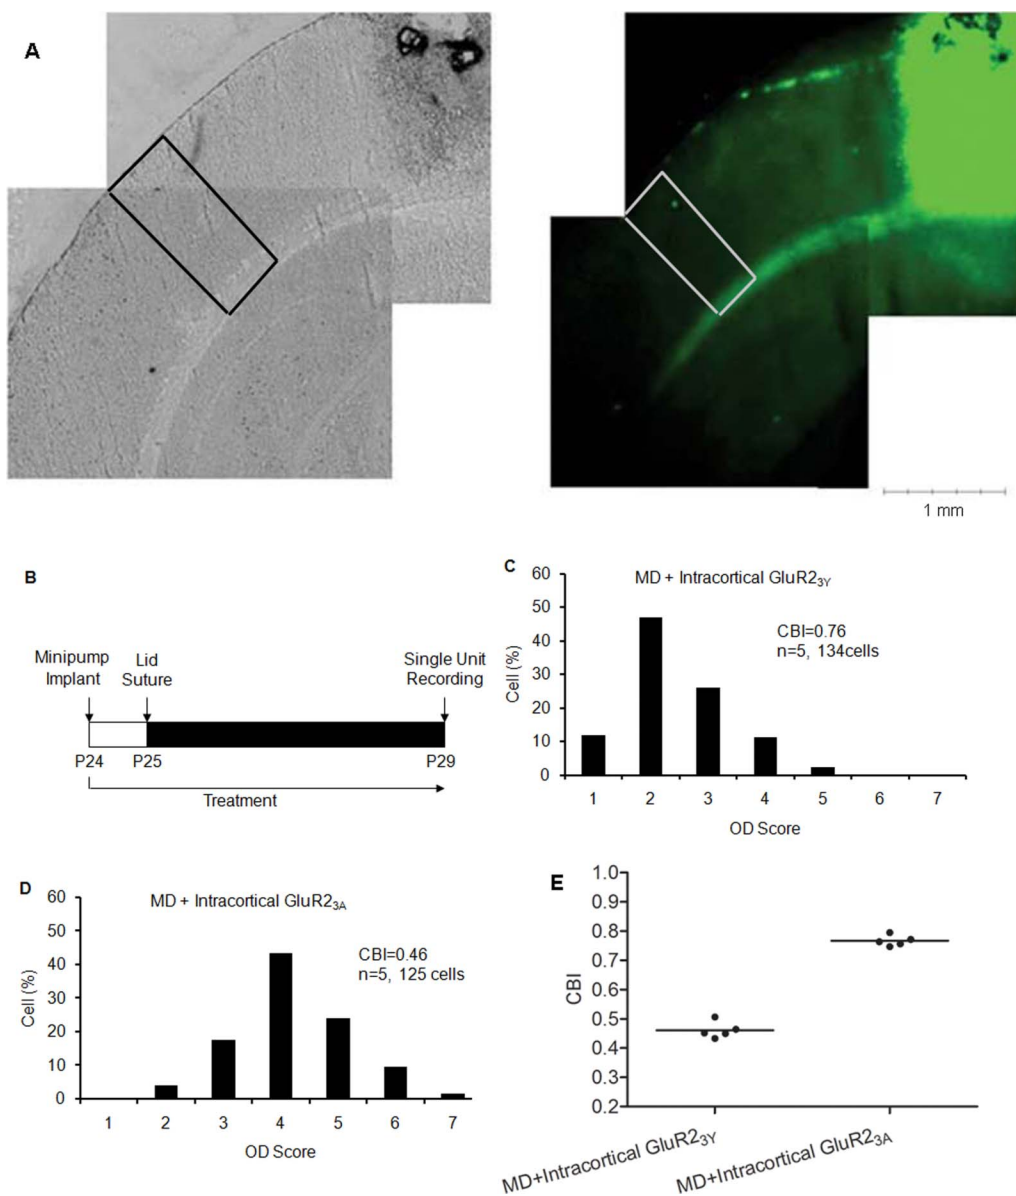 A
1 mm
B
Minipump Implant
Lid Suture
Single Unit Recording
P24
P25
P29
Treatment
C
MD + Intracortical GluR2₃Y
CBI=0.76
n=5, 134cells
Cell (%)
60
50
40
30
20
10
0
1 2 3 4 5 6 7
OD Score
D
MD + Intracortical GluR2₃A
CBI=0.46
n=5, 125 cells
Cell (%)
60
50
40
30
20
10
0
1 2 3 4 5 6 7
OD Score
E
CBI
1.0
0.9
0.8
0.7
0.6
0.5
0.4
0.3
0.2
MD+Intracortical GluR2₃Y
MD+Intracortical GluR2₃A